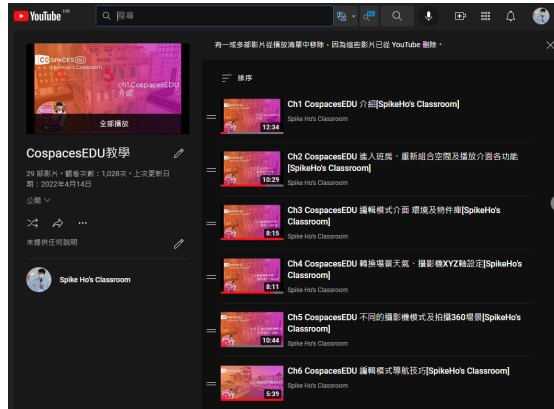 YouTube HK
搜尋
有一或多部影片從播放清單中移除，因為這些影片已從 YouTube 刪除。
COSPACES EDU
SpikeHo's Classroom
ch1.CospacesEDU
介紹
全部播放
CospacesEDU教學
29 部影片・觀看次數：1,028次・上次更新日
期：2022年4月14日
公開
未提供任何說明
Spike Ho's Classroom
排序
Ch1 CospacesEDU 介紹[SpikeHo's Classroom]
Spike Ho's Classroom
12:34
Ch2 CospacesEDU 進入班房、重新組合空間及播放介面各功能
[SpikeHo's Classroom]
Spike Ho's Classroom
10:29
Ch3 CospacesEDU 編輯模式介面 環境及物件庫[SpikeHo's
Classroom]
Spike Ho's Classroom
8:15
Ch4 CospacesEDU 轉換場景天氣、攝影機XYZ軸設定[SpikeHo's
Classroom]
Spike Ho's Classroom
8:11
Ch5 CospacesEDU 不同的攝影機模式及拍攝360場景[SpikeHo's
Classroom]
Spike Ho's Classroom
10:44
Ch6 CospacesEDU 編輯模式導航技巧[SpikeHo's Classroom]
Spike Ho's Classroom
5:39